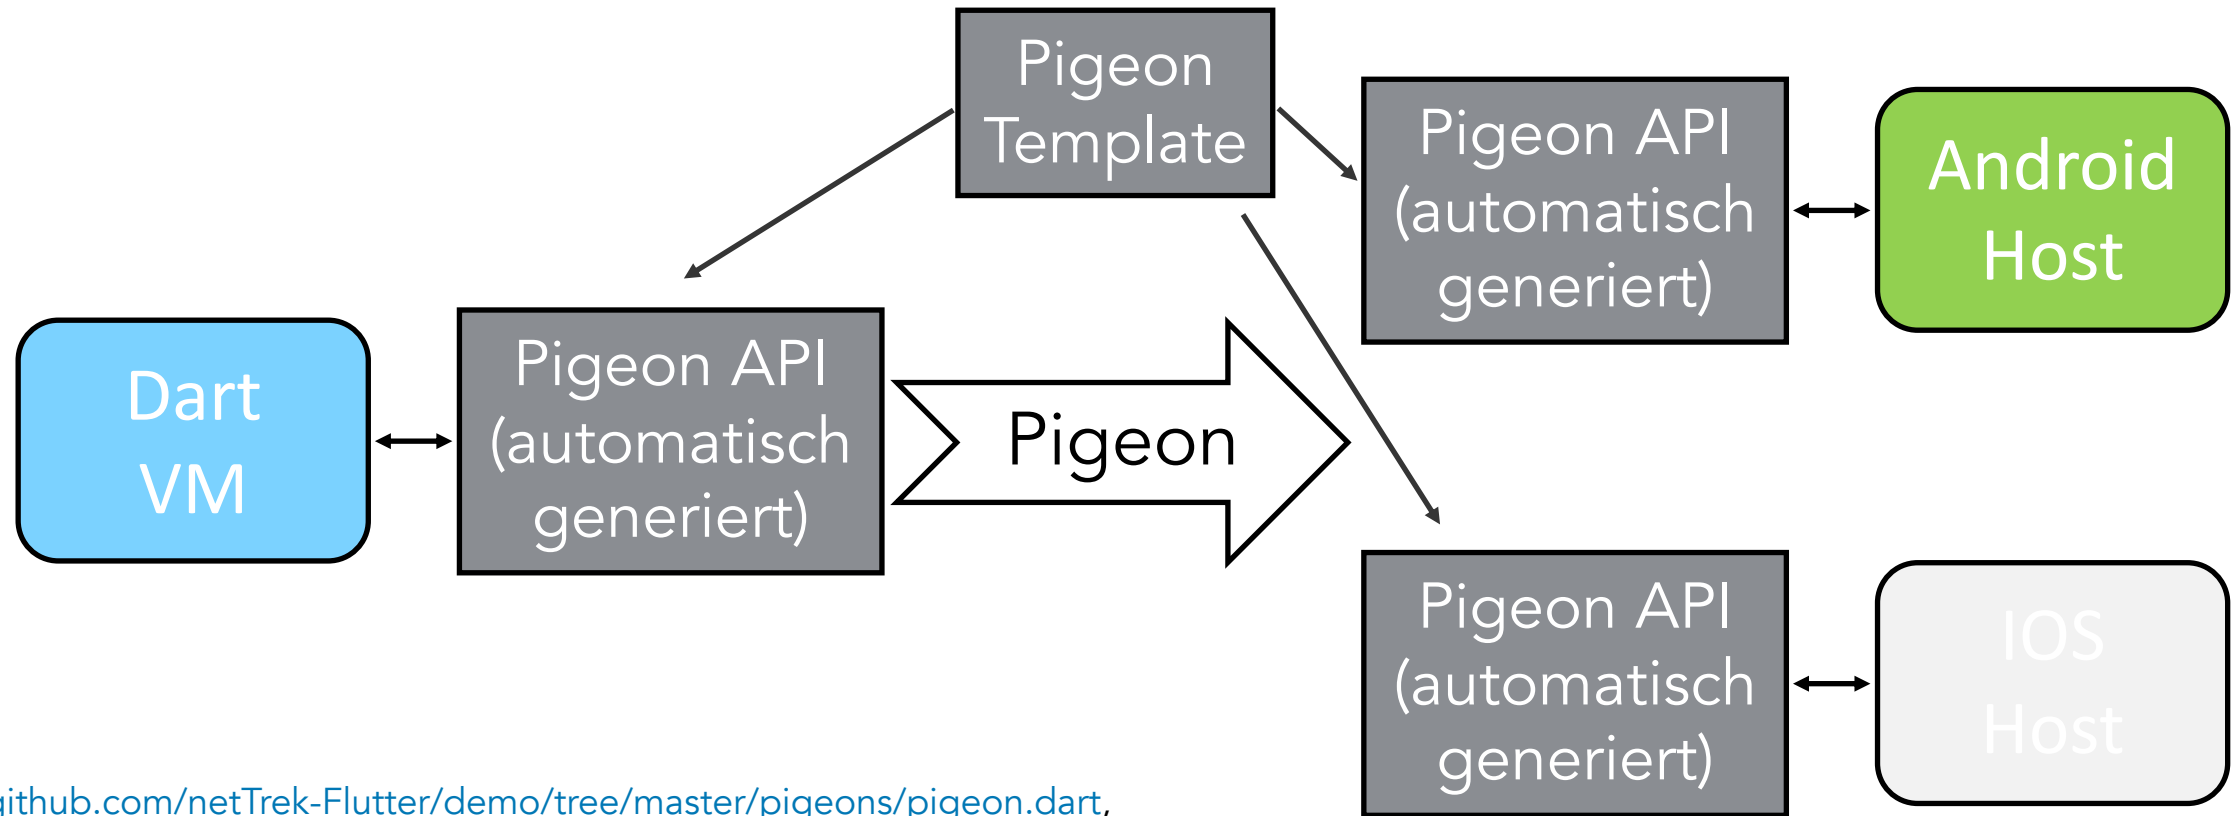 Pigeon
Template
Pigeon API
(automatisch
generiert)
Android
Host
Dart
VM
Pigeon API
(automatisch
generiert)
Pigeon
Pigeon API
(automatisch
generiert)
IOS
Host
github.com/netTrek-Flutter/demo/tree/master/pigeons/pigeon.dart,